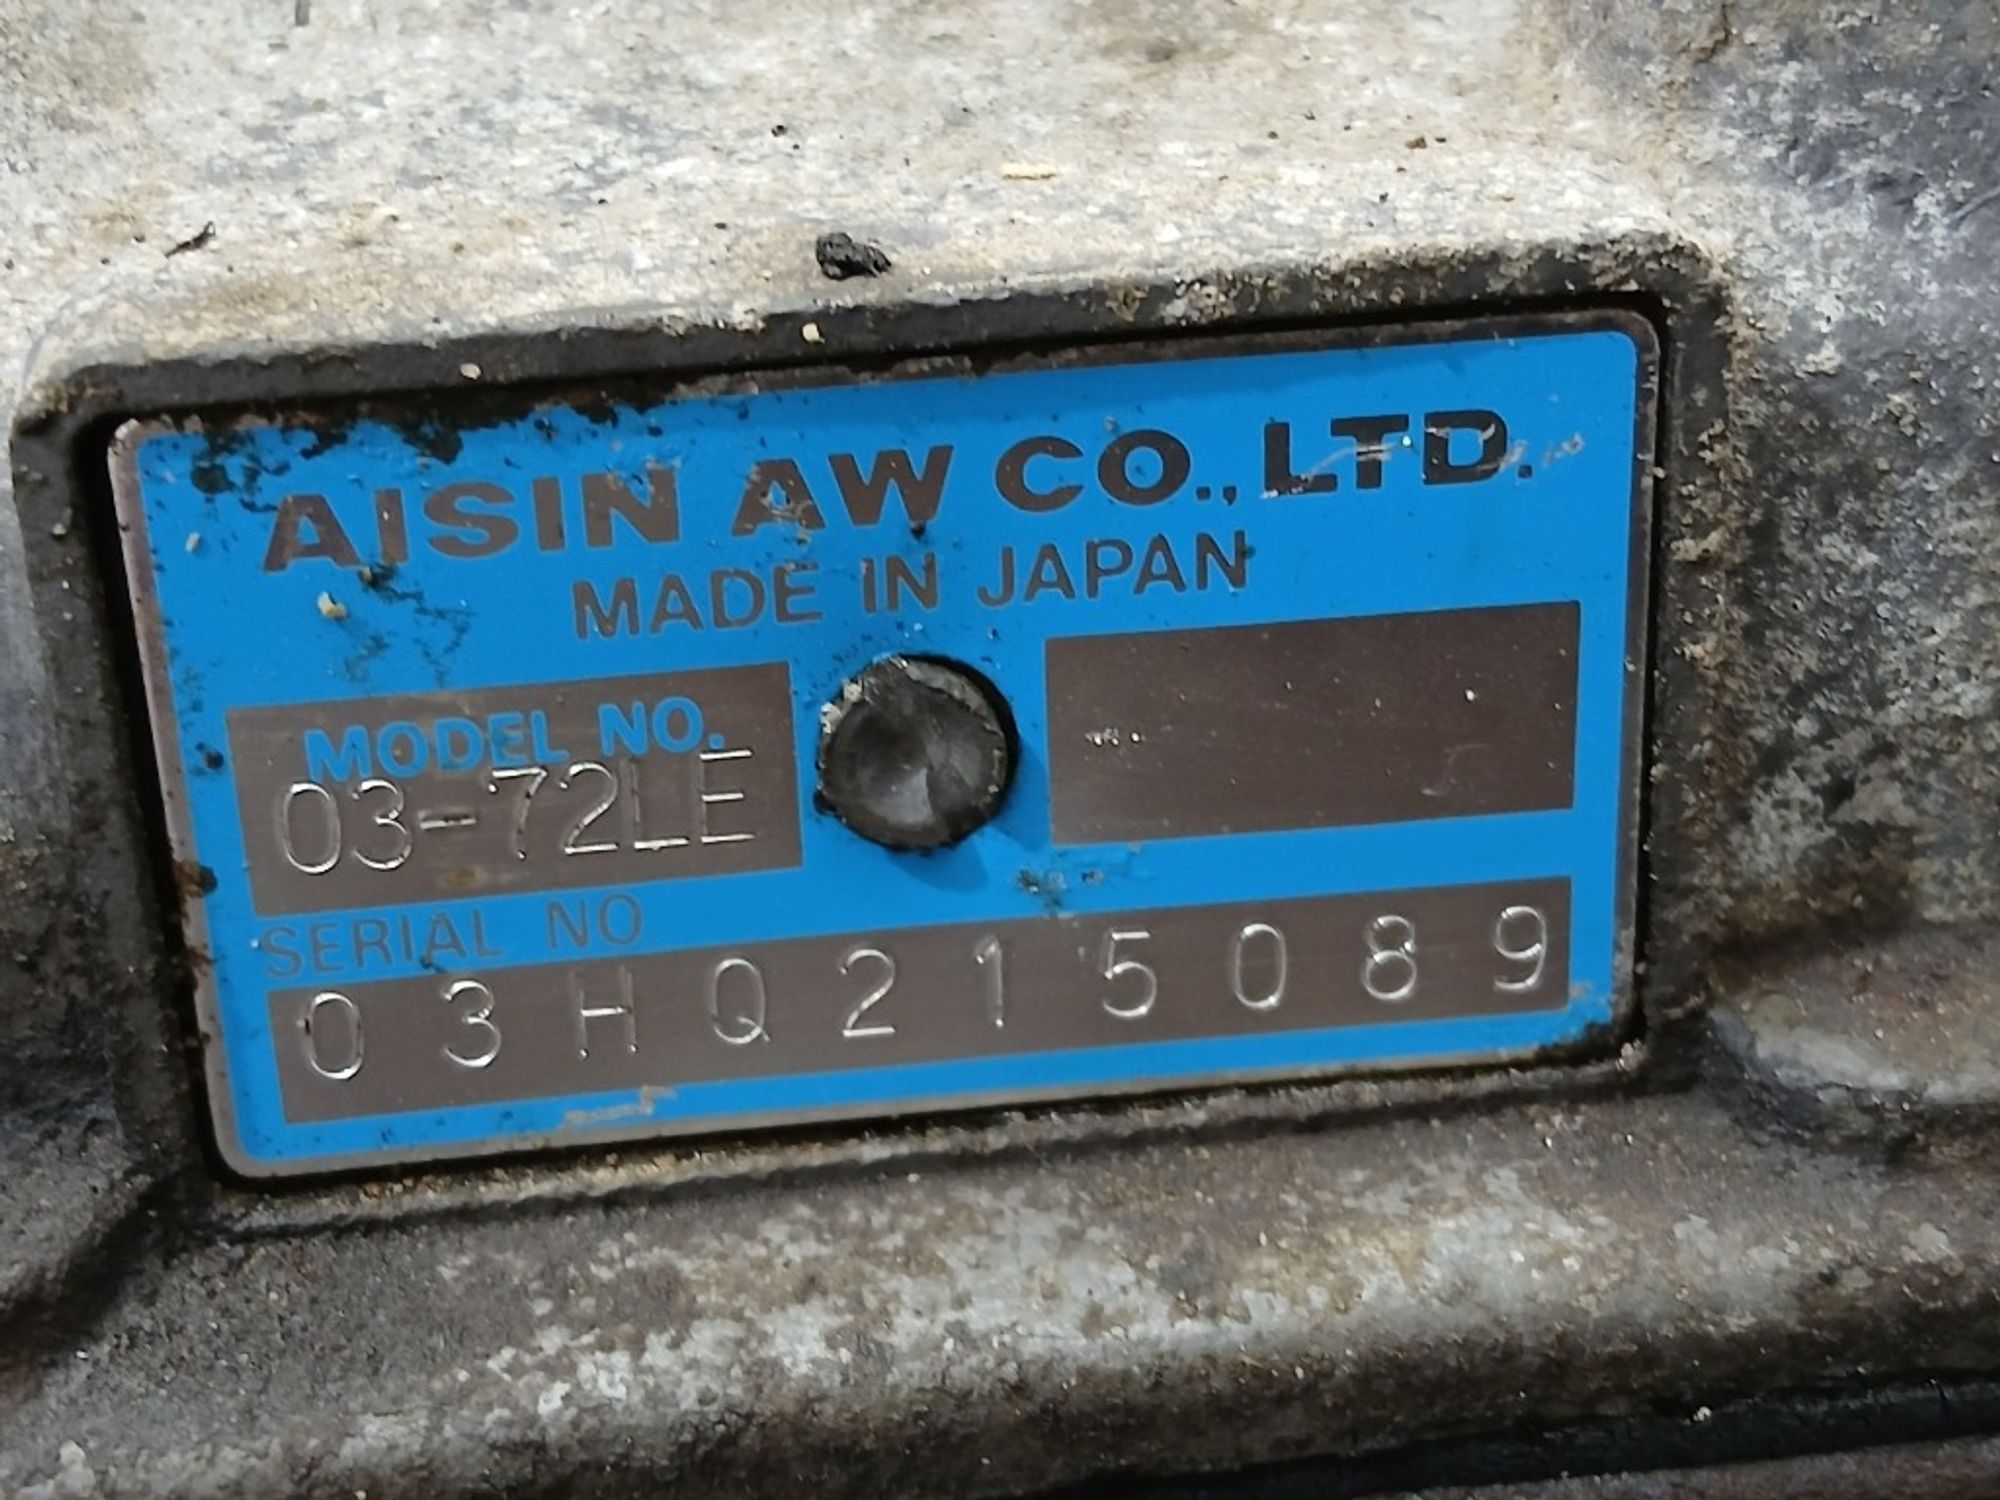 AISIN AW CO., LTD.
MADE IN JAPAN
MODEL NO.
03-72LE
SERIAL NO
03HQ215089